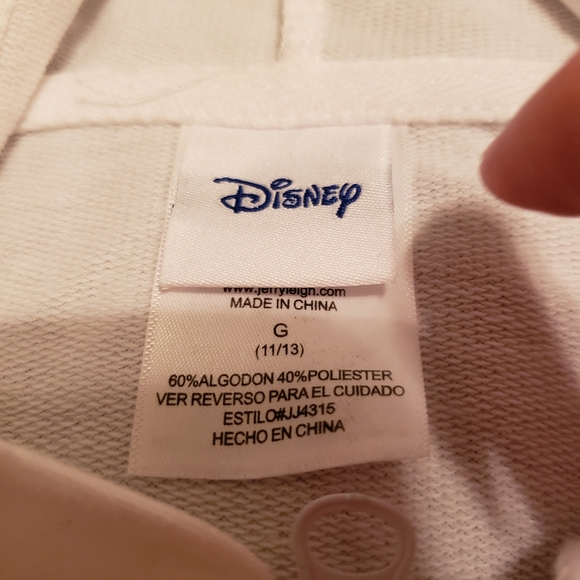 Disney
www.jerryleigh.com
MADE IN CHINA
G
(11/13)
60%ALGODON 40%POLIESTER
VER REVERSO PARA EL CUIDADO
ESTILO#JJ4315
HECHO EN CHINA